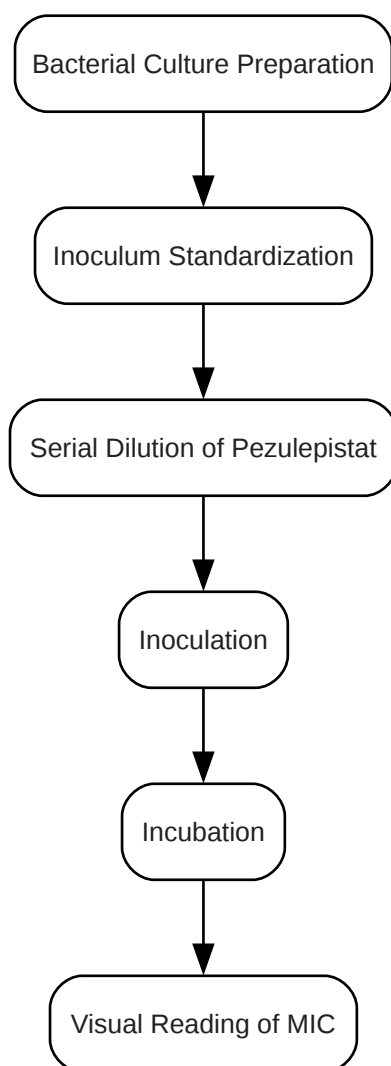 Bacterial Culture Preparation
Inoculum Standardization
Serial Dilution of Pezulepistat
Inoculation
Incubation
Visual Reading of MIC